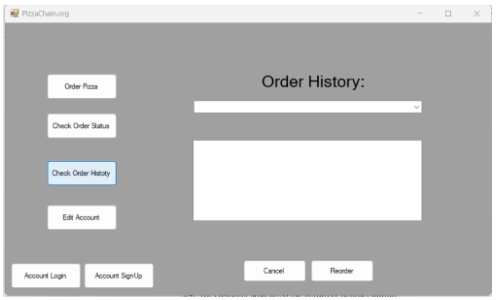 PizzaChain.org
Order History:
Order Pizza
Check Order Status
Check Order Histoty
Edit Account
Account Login
Account SignUp
Cancel
Reorder